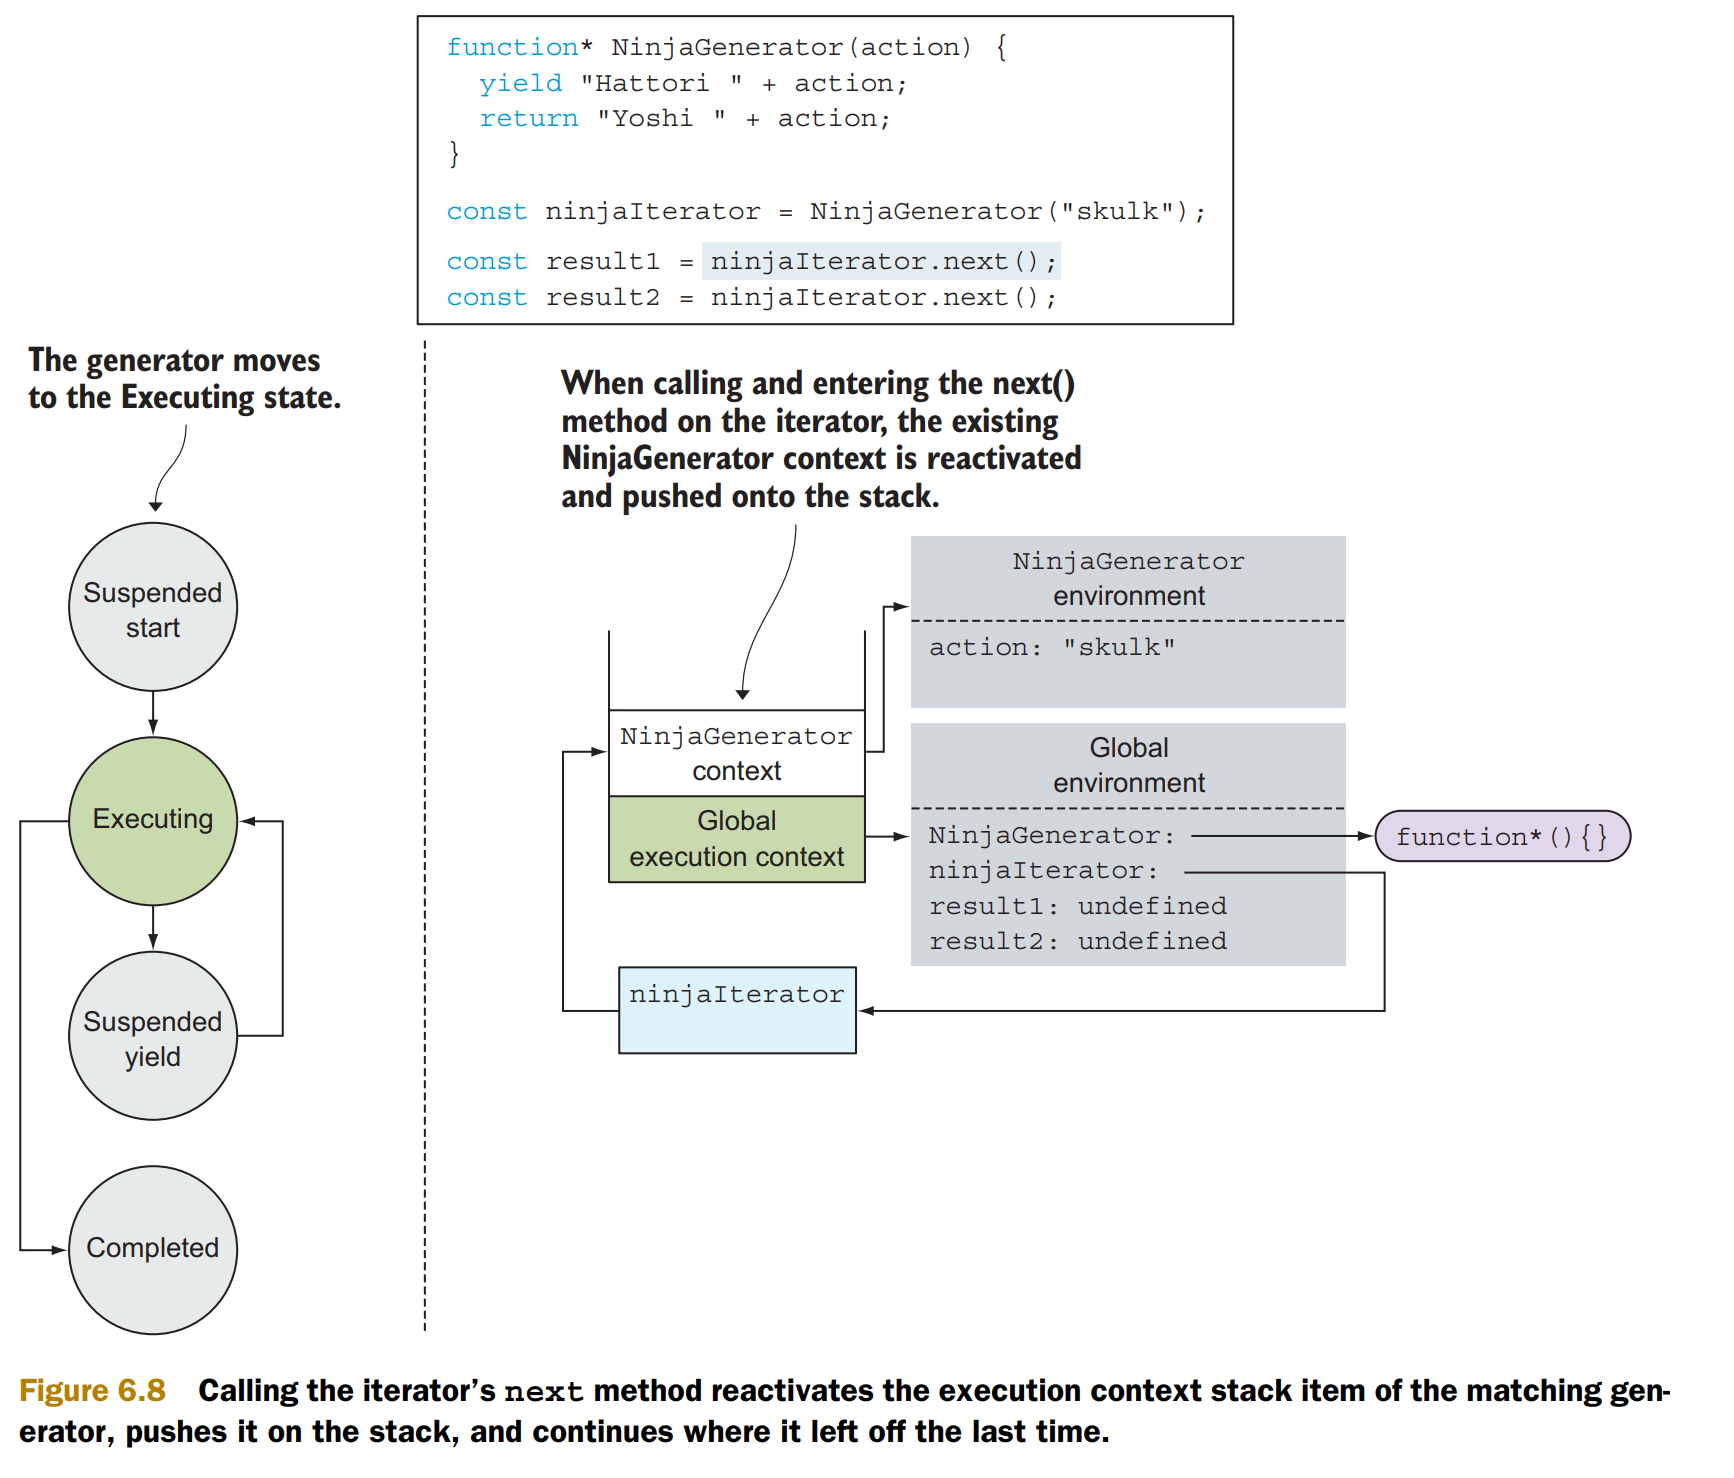 function* NinjaGenerator(action) {
yield "Hattori " + action;
return "Yoshi " + action;
}
const ninjaIterator = NinjaGenerator("skulk");
const result1 = ninjaIterator.next();
const result2 = ninjaIterator.next();
The generator moves
to the Executing state.
Suspended
start
Executing
Suspended
yield
Completed
When calling and entering the next()
method on the iterator, the existing
NinjaGenerator context is reactivated
and pushed onto the stack.
NinjaGenerator
context
Global
execution context
ninjaIterator
NinjaGenerator
environment
action: "skulk"
Global
environment
NinjaGenerator:
ninjaIterator:
result1: undefined
result2: undefined
function*(){}
Figure 6.8 Calling the iterator’s next method reactivates the execution context stack item of the matching gen-
erator, pushes it on the stack, and continues where it left off the last time.